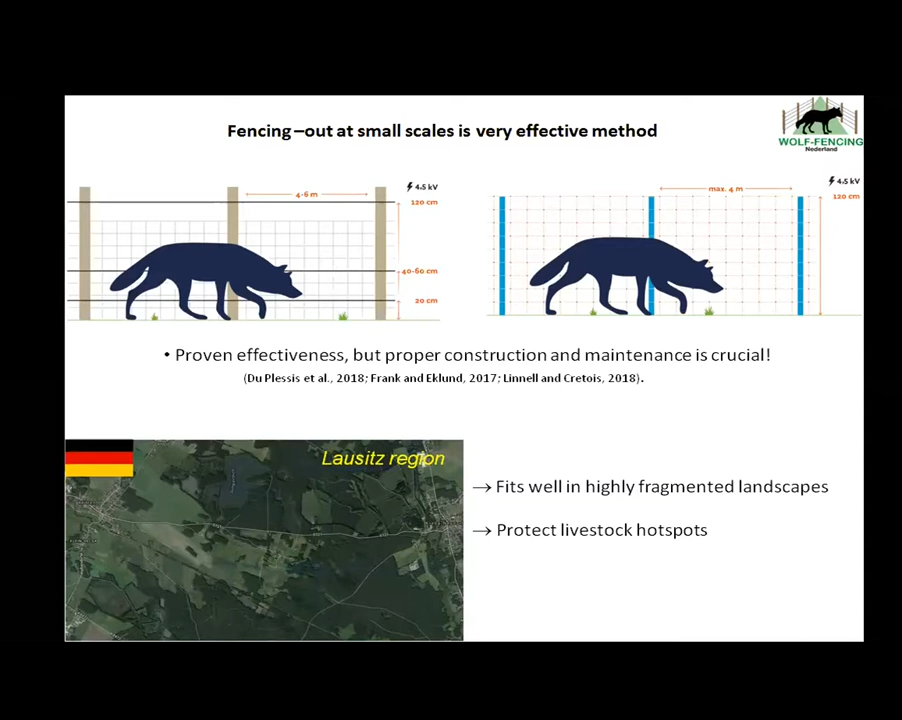 Fencing –out at small scales is very effective method
WOLF-FENCING
Nederland
4-6 m
4.5 kV
120 cm
40-60 cm
20 cm
max. 4 m
4.5 kV
120 cm
• Proven effectiveness, but proper construction and maintenance is crucial!
(Du Plessis et al., 2018; Frank and Eklund, 2017; Linnell and Cretois, 2018).
Lausitz region
→ Fits well in highly fragmented landscapes
→ Protect livestock hotspots